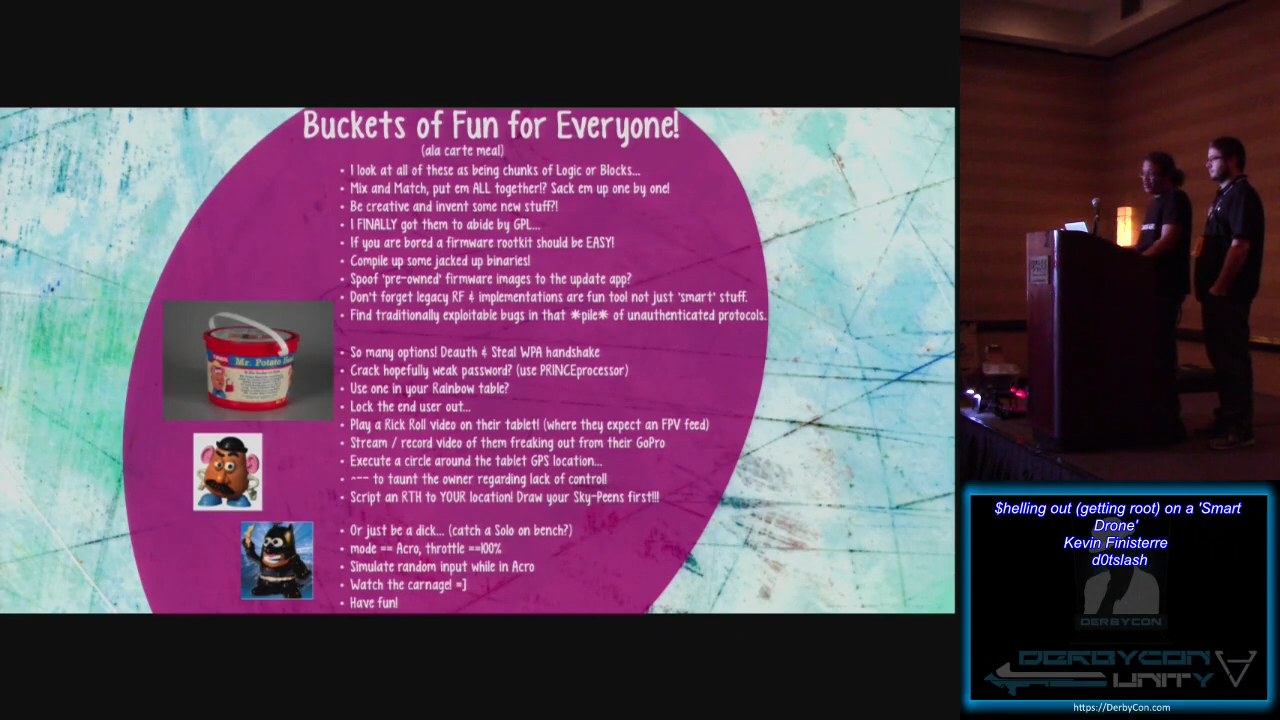 Buckets of Fun for Everyone!
(ala carte meal)
• I look at all of these as being chunks of Logic or Blocks...
• Mix and Match, put em ALL together!? Sack em up one by one!
• Be creative and invent some new stuff?!
• I FINALLY got them to abide by GPL...
• If you are bored a firmware rootkit should be EASY!
• Compile up some jacked up binaries!
• Spoof 'pre-owned' firmware images to the update app?
• Don't forget legacy RF & implementations are fun tool not just 'smart' stuff.
• Find traditionally exploitable bugs in that *pile* of unauthenticated protocols.
• So many options! Deauth & Steal WPA handshake
• Crack hopefully weak password? (use PRINCEprocessor)
• Use one in your Rainbow table?
• Lock the end user out...
• Play a Rick Roll video on their tablet! (where they expect an FPV feed)
• Stream / record video of them freaking out from their GoPro
• Execute a circle around the tablet GPS location...
• ^--- to taunt the owner regarding lack of control!
• Script an RTH to YOUR location! Draw your Sky-Peens first!!!
• Or just be a dick... (catch a Solo on bench?)
• mode == Acro, throttle ==100%
• Simulate random input while in Acro
• Watch the carnage! =]
• Have fun!
Mr. Potato
$helling out (getting root) on a 'Smart
Drone'
Kevin Finisterre
d0tslash
DERBYCON
DERBYCON
UNITY
https://DerbyCon.com